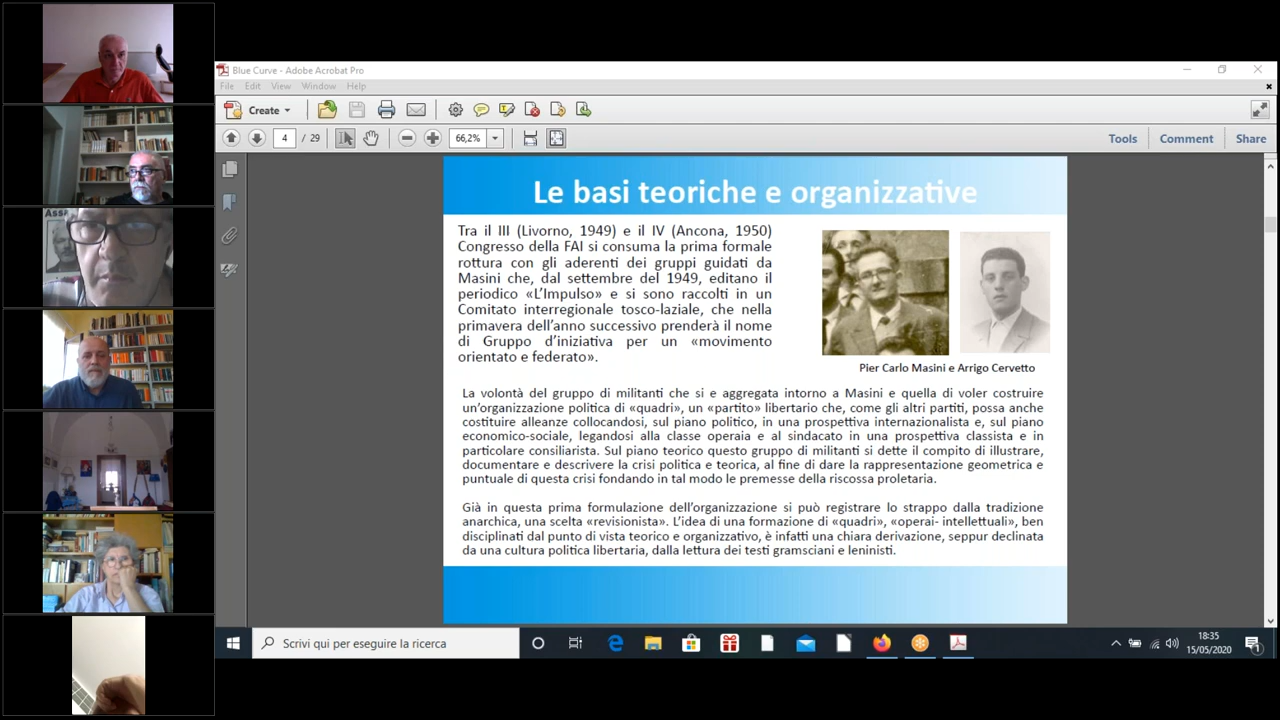 Assa
Blue Curve - Adobe Acrobat Pro
File Edit View Window Help
Create
4 / 29
66,2%
Tools Comment Share
Le basi teoriche e organizzative
Tra il III (Livorno, 1949) e il IV (Ancona, 1950)
Congresso della FAI si consuma la prima formale
rottura con gli aderenti dei gruppi guidati da
Masini che, dal settembre del 1949, editano il
periodico «L'Impulso» e si sono raccolti in un
Comitato interregionale tosco-laziale, che nella
primavera dell'anno successivo prenderà il nome
di Gruppo d'iniziativa per un «movimento
orientato e federato».
Pier Carlo Masini e Arrigo Cervetto
La volontà del gruppo di militanti che si e aggregata intorno a Masini e quella di voler costruire
un'organizzazione politica di «quadri», un «partito» libertario che, come gli altri partiti, possa anche
costituire alleanze collocandosi, sul piano politico, in una prospettiva internazionalista e, sul piano
economico-sociale, legandosi alla classe operaia e al sindacato in una prospettiva classista e in
particolare consiliarista. Sul piano teorico questo gruppo di militanti si dette il compito di illustrare,
documentare e descrivere la crisi politica e teorica, al fine di dare la rappresentazione geometrica e
puntuale di questa crisi fondando in tal modo le premesse della riscossa proletaria.
Già in questa prima formulazione dell'organizzazione si può registrare lo strappo dalla tradizione
anarchica, una scelta «revisionista». L'idea di una formazione di «quadri», «operai- intellettuali», ben
disciplinati dal punto di vista teorico e organizzativo, è infatti una chiara derivazione, seppur declinata
da una cultura politica libertaria, dalla lettura dei testi gramsciani e leninisti.
Scrivi qui per eseguire la ricerca
18:35
15/05/2020
1